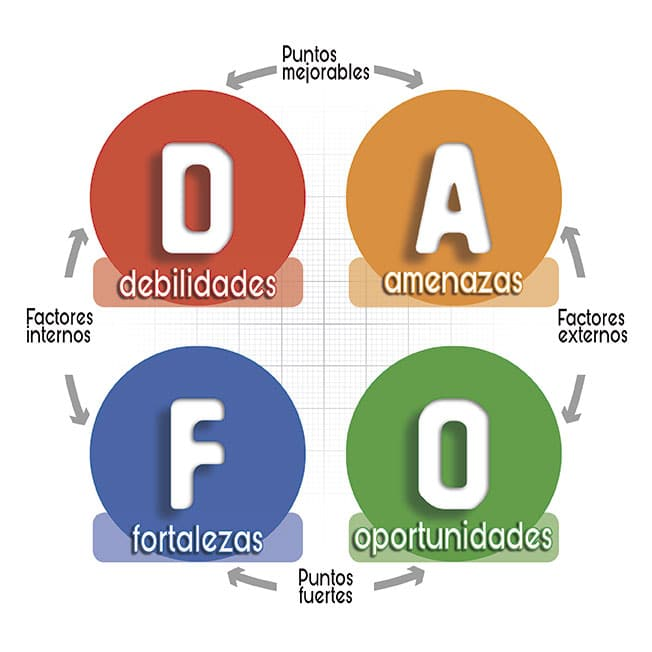 Puntos
mejorables
D
A
debilidades
amenazas
Factores
internos
Factores
externos
F
O
fortalezas
oportunidades
Puntos
fuertes